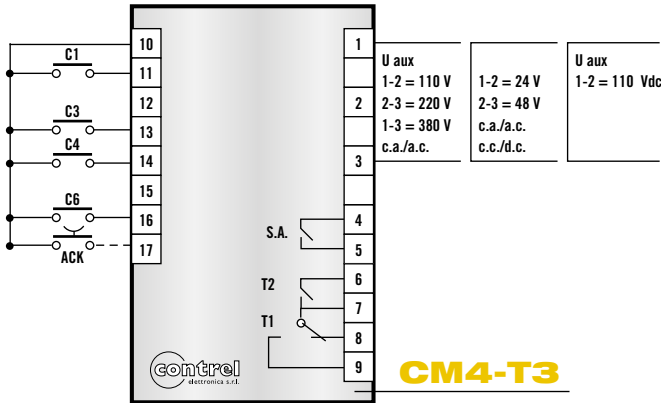 C1
C3
C4
C6
ACK
10
11
12
13
14
15
16
17
S.A.
T2
T1
1
2
3
4
5
6
7
8
9
U aux
1-2 = 110 V
2-3 = 220 V
1-3 = 380 V
c.a./a.c.
1-2 = 24 V
2-3 = 48 V
c.a./a.c.
c.c./d.c.
U aux
1-2 = 110 Vdc
contrel
elettronica s.r.l.
CM4-T3